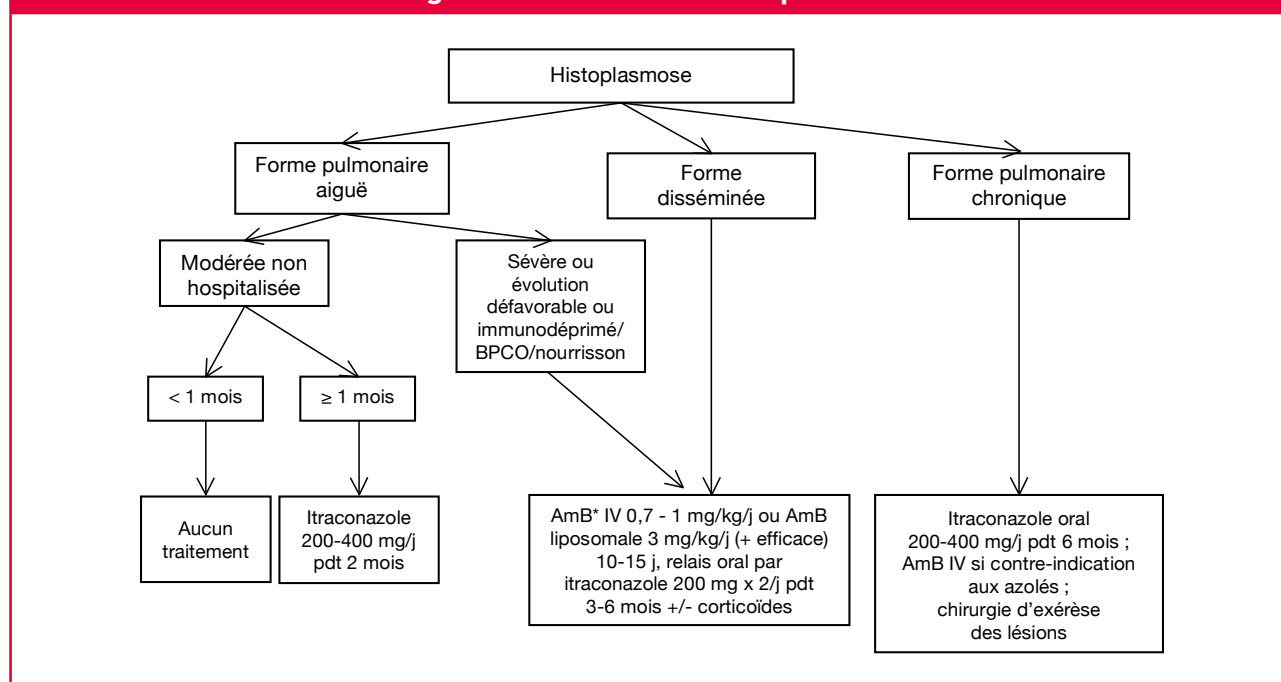 Histoplasmose
Forme pulmonaire
aiguë
Forme
disséminée
Forme pulmonaire
chronique
Modérée non
hospitalisée
Sévère ou
évolution
défavorable ou
immunodéprimé/
BPCO/nourrisson
< 1 mois
≥ 1 mois
Aucun
traitement
Itraconazole
200-400 mg/j
pdt 2 mois
AmB* IV 0,7 - 1 mg/kg/j ou AmB
liposomale 3 mg/kg/j (+ efficace)
10-15 j, relais oral par
itraconazole 200 mg x 2/j pdt
3-6 mois +/- corticoïdes
Itraconazole oral
200-400 mg/j pdt 6 mois ;
AmB IV si contre-indication
aux azolés ;
chirurgie d'exérèse
des lésions